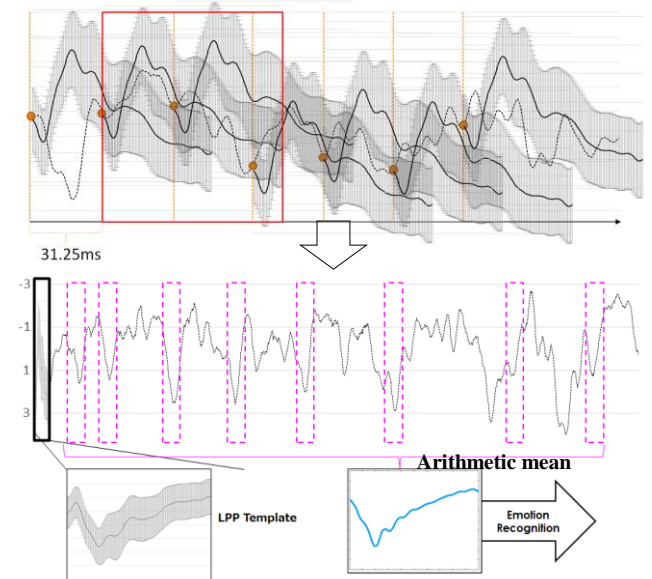 31.25ms
-3
-1
1
3
Arithmetic mean
LPP Template
Emotion
Recognition